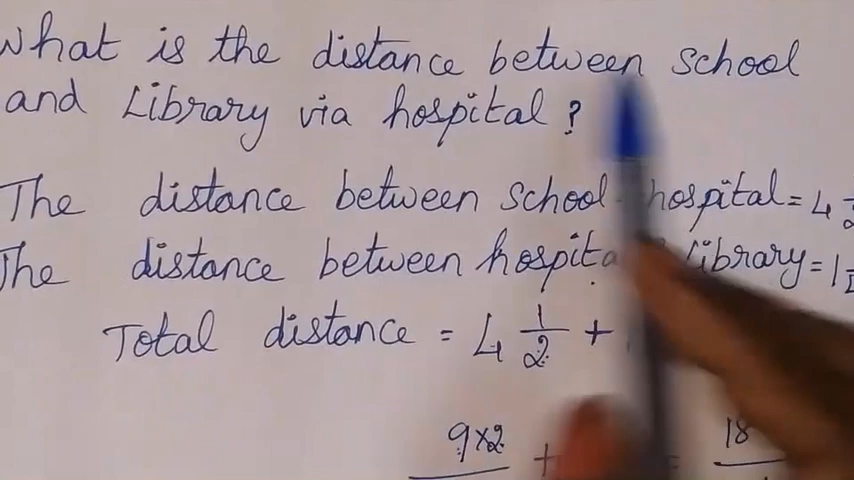 What is the distance between school
and Library via hospital?
The distance between school hospital = 4
The distance between Library = 1
Total distance = 4 1/2 +
9×2 + = 18